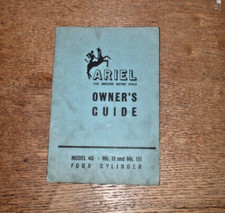 ARIEL
THE MODERN MOTOR CYCLE
OWNER'S
GUIDE
MODEL 4G - Mk. II and Mk. III
FOUR CYLINDER